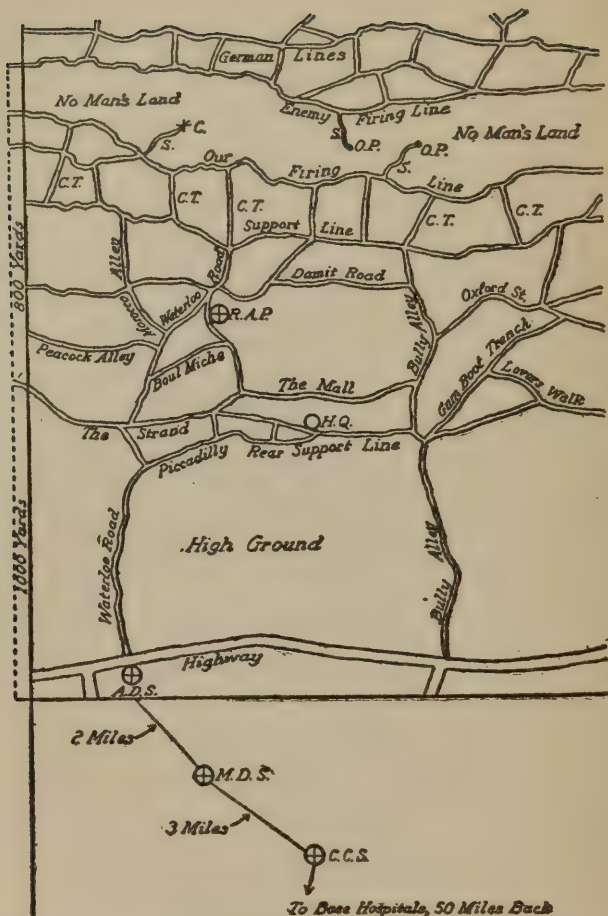 German Lines
No Man's Land
Enemy Firing Line
S.
O.P.
C.
S.
O.P.
No Man's Land
S.
Our Firing Line
C.T.
C.T.
C.T.
C.T.
C.T.
Support Line
800 Yards
Alley
Waterloo Road
Damit Road
Oxford St.
R.A.P.
Bully Alley
Peacock Alley
Boul Miche
Gum Boot Trench
Lovers Walk
The Mall
The Strand
H.Q.
Piccadilly
Rear Support Line
1000 Yards
Waterloo Road
High Ground
Bully Alley
Highway
A.D.S.
2 Miles
M.D.S.
3 Miles
C.C.S.
To Base Hospitals, 50 Miles Back